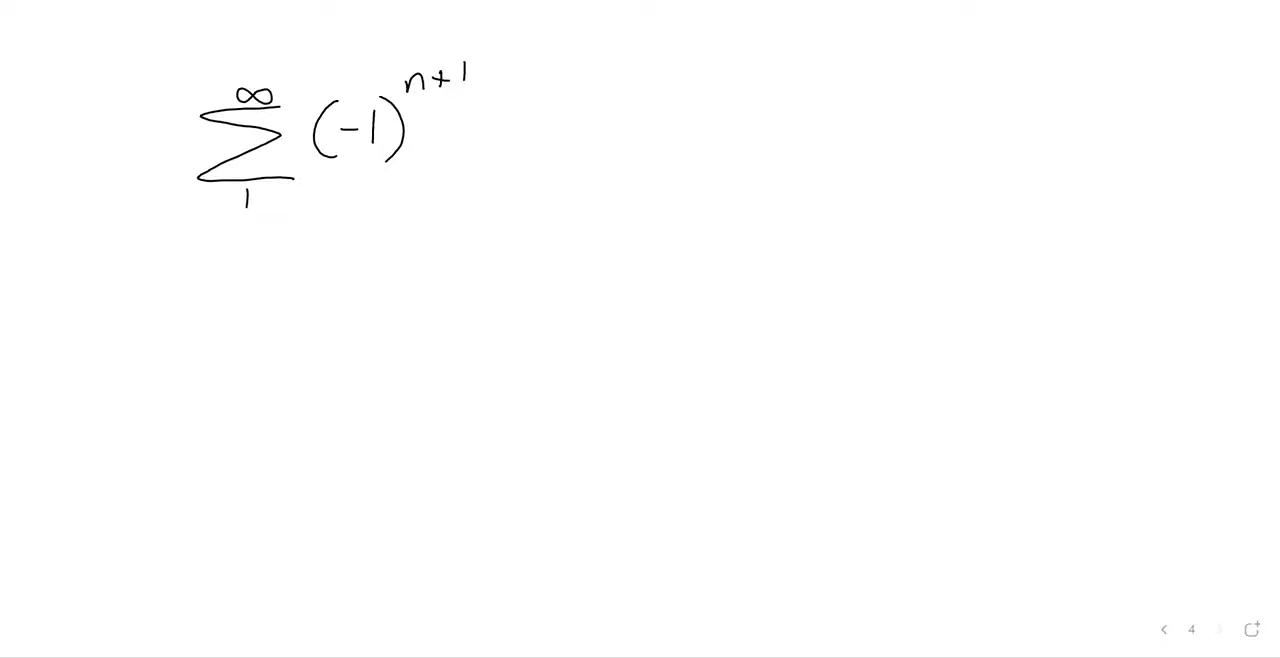 ∞
∑ (-1)^{n+1}
1
< 4